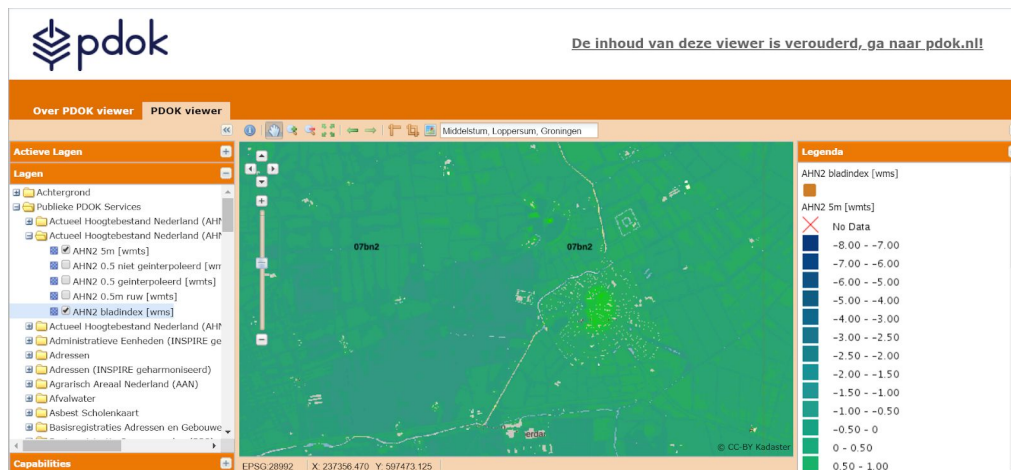 pdok
De inhoud van deze viewer is verouderd, ga naar pdok.nl!
Over PDOK viewer
PDOK viewer
Middelstum, Loppersum, Groningen
Actieve Lagen
Lagen
Achtergrond
Publieke PDOK Services
Actueel Hoogtebestand Nederland (AHN
Actueel Hoogtebestand Nederland (AHN
AHN2 5m [wmts]
AHN2 0.5 niet geinterpoleerd [wm
AHN2 0.5 geinterpoleerd [wmts]
AHN2 0.5m ruw [wmts]
AHN2 bladindex [wms]
Actueel Hoogtebestand Nederland (AHN
Administratieve Eenheden (INSPIRE ge
Adressen
Adressen (INSPIRE geharmoniseerd)
Agrarisch Areaal Nederland (AAN)
Afvalwater
Asbest Scholenkaart
Basisregistraties Adressen en Gebouwe
Capabilities
07bn2
07bn2
© CC-BY Kadaster
EPSG:28992
X: 237356.470 Y: 597473.125
Legenda
AHN2 bladindex [wms]
AHN2 5m [wmts]
No Data
-8.00 - -7.00
-7.00 - -6.00
-6.00 - -5.00
-5.00 - -4.00
-4.00 - -3.00
-3.00 - -2.50
-2.50 - -2.00
-2.00 - -1.50
-1.50 - -1.00
-1.00 - -0.50
-0.50 - 0
0 - 0.50
0.50 - 1.00